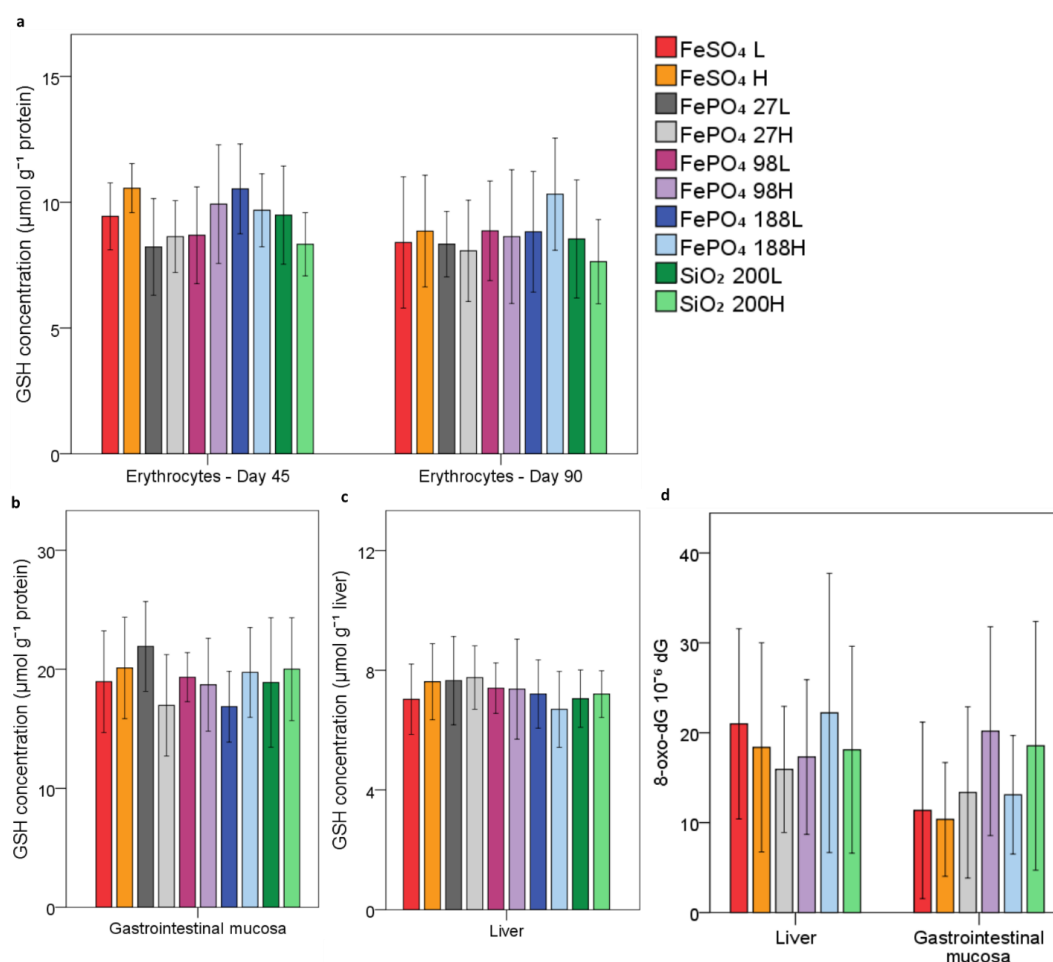 a
GSH concentration (µmol g⁻¹ protein)
15
10
5
0
Erythrocytes - Day 45
Erythrocytes - Day 90
FeSO₄ L
FeSO₄ H
FePO₄ 27L
FePO₄ 27H
FePO₄ 98L
FePO₄ 98H
FePO₄ 188L
FePO₄ 188H
SiO₂ 200L
SiO₂ 200H
b
GSH concentration (µmol g⁻¹ protein)
30
20
10
0
Gastrointestinal mucosa
c
GSH concentration (µmol g⁻¹ liver)
12
8
4
0
Liver
d
8-oxo-dG 10⁻⁶ dG
40
30
20
10
0
Liver
Gastrointestinal
mucosa